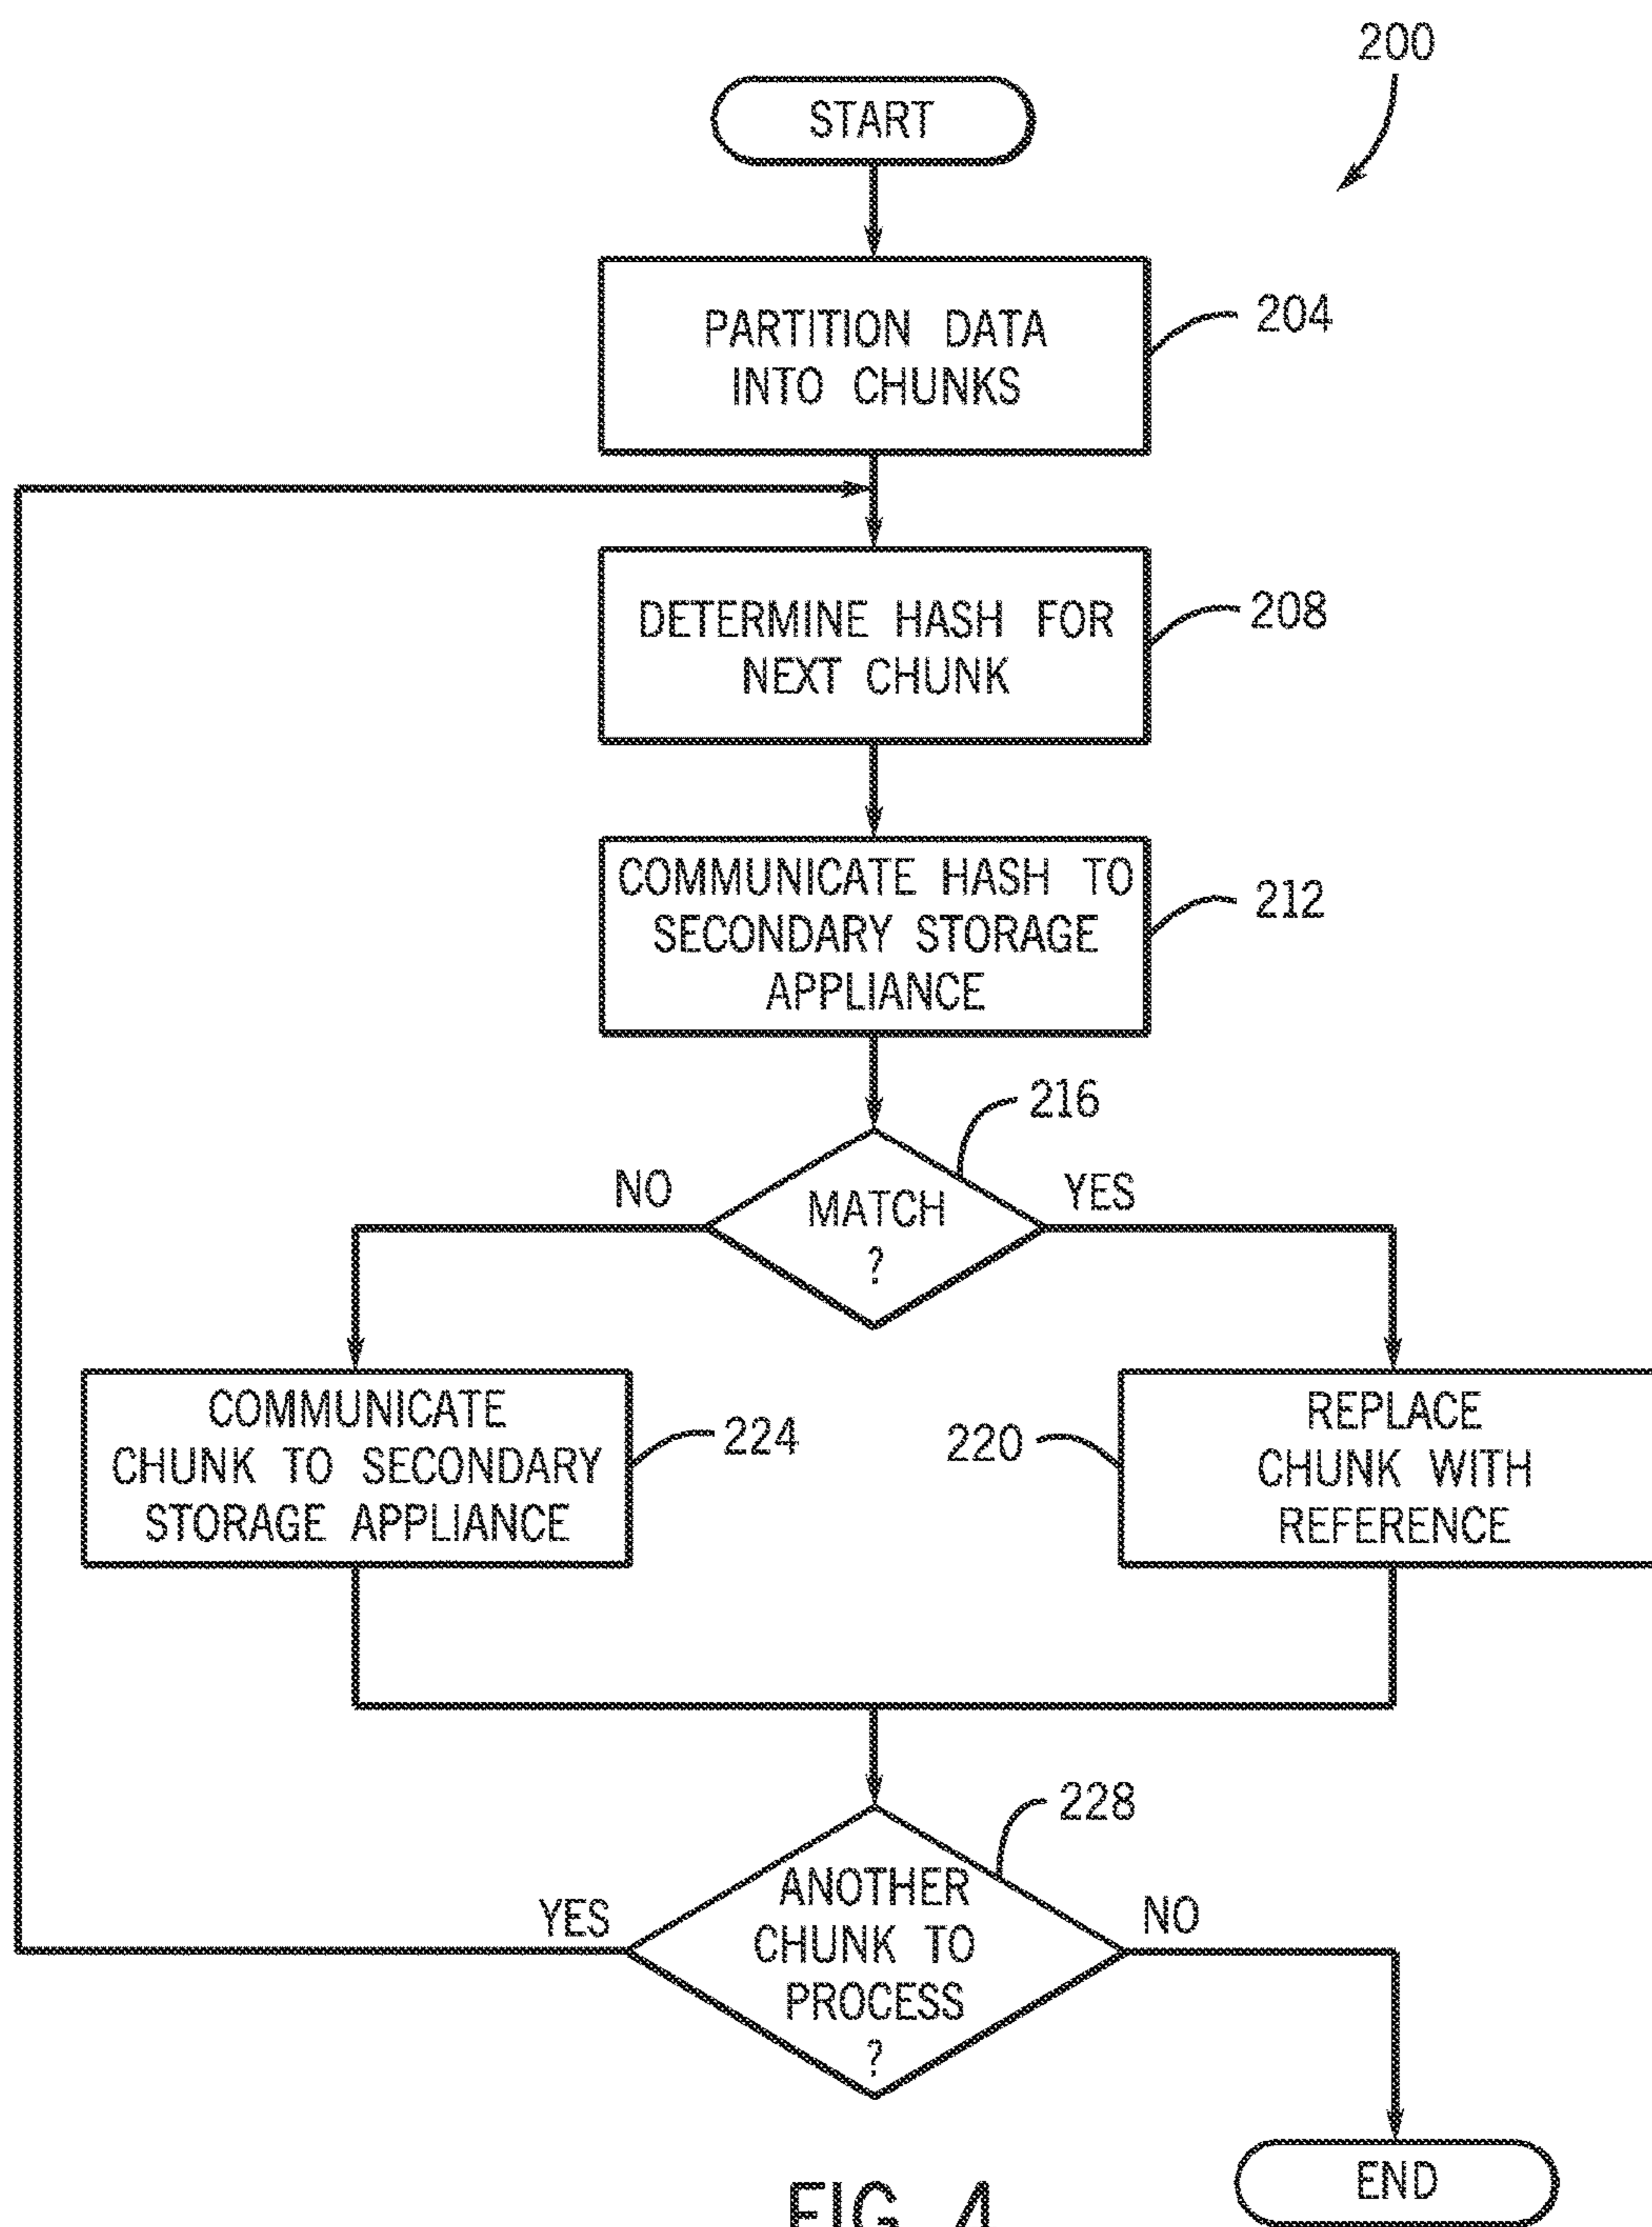 200
START
PARTITION DATA
INTO CHUNKS
204
DETERMINE HASH FOR
NEXT CHUNK
208
COMMUNICATE HASH TO
SECONDARY STORAGE
APPLIANCE
212
216
NO
MATCH
?
YES
COMMUNICATE
CHUNK TO SECONDARY
STORAGE APPLIANCE
224
220
REPLACE
CHUNK WITH
REFERENCE
228
YES
ANOTHER
CHUNK TO
PROCESS
?
NO
END
FIG. 4